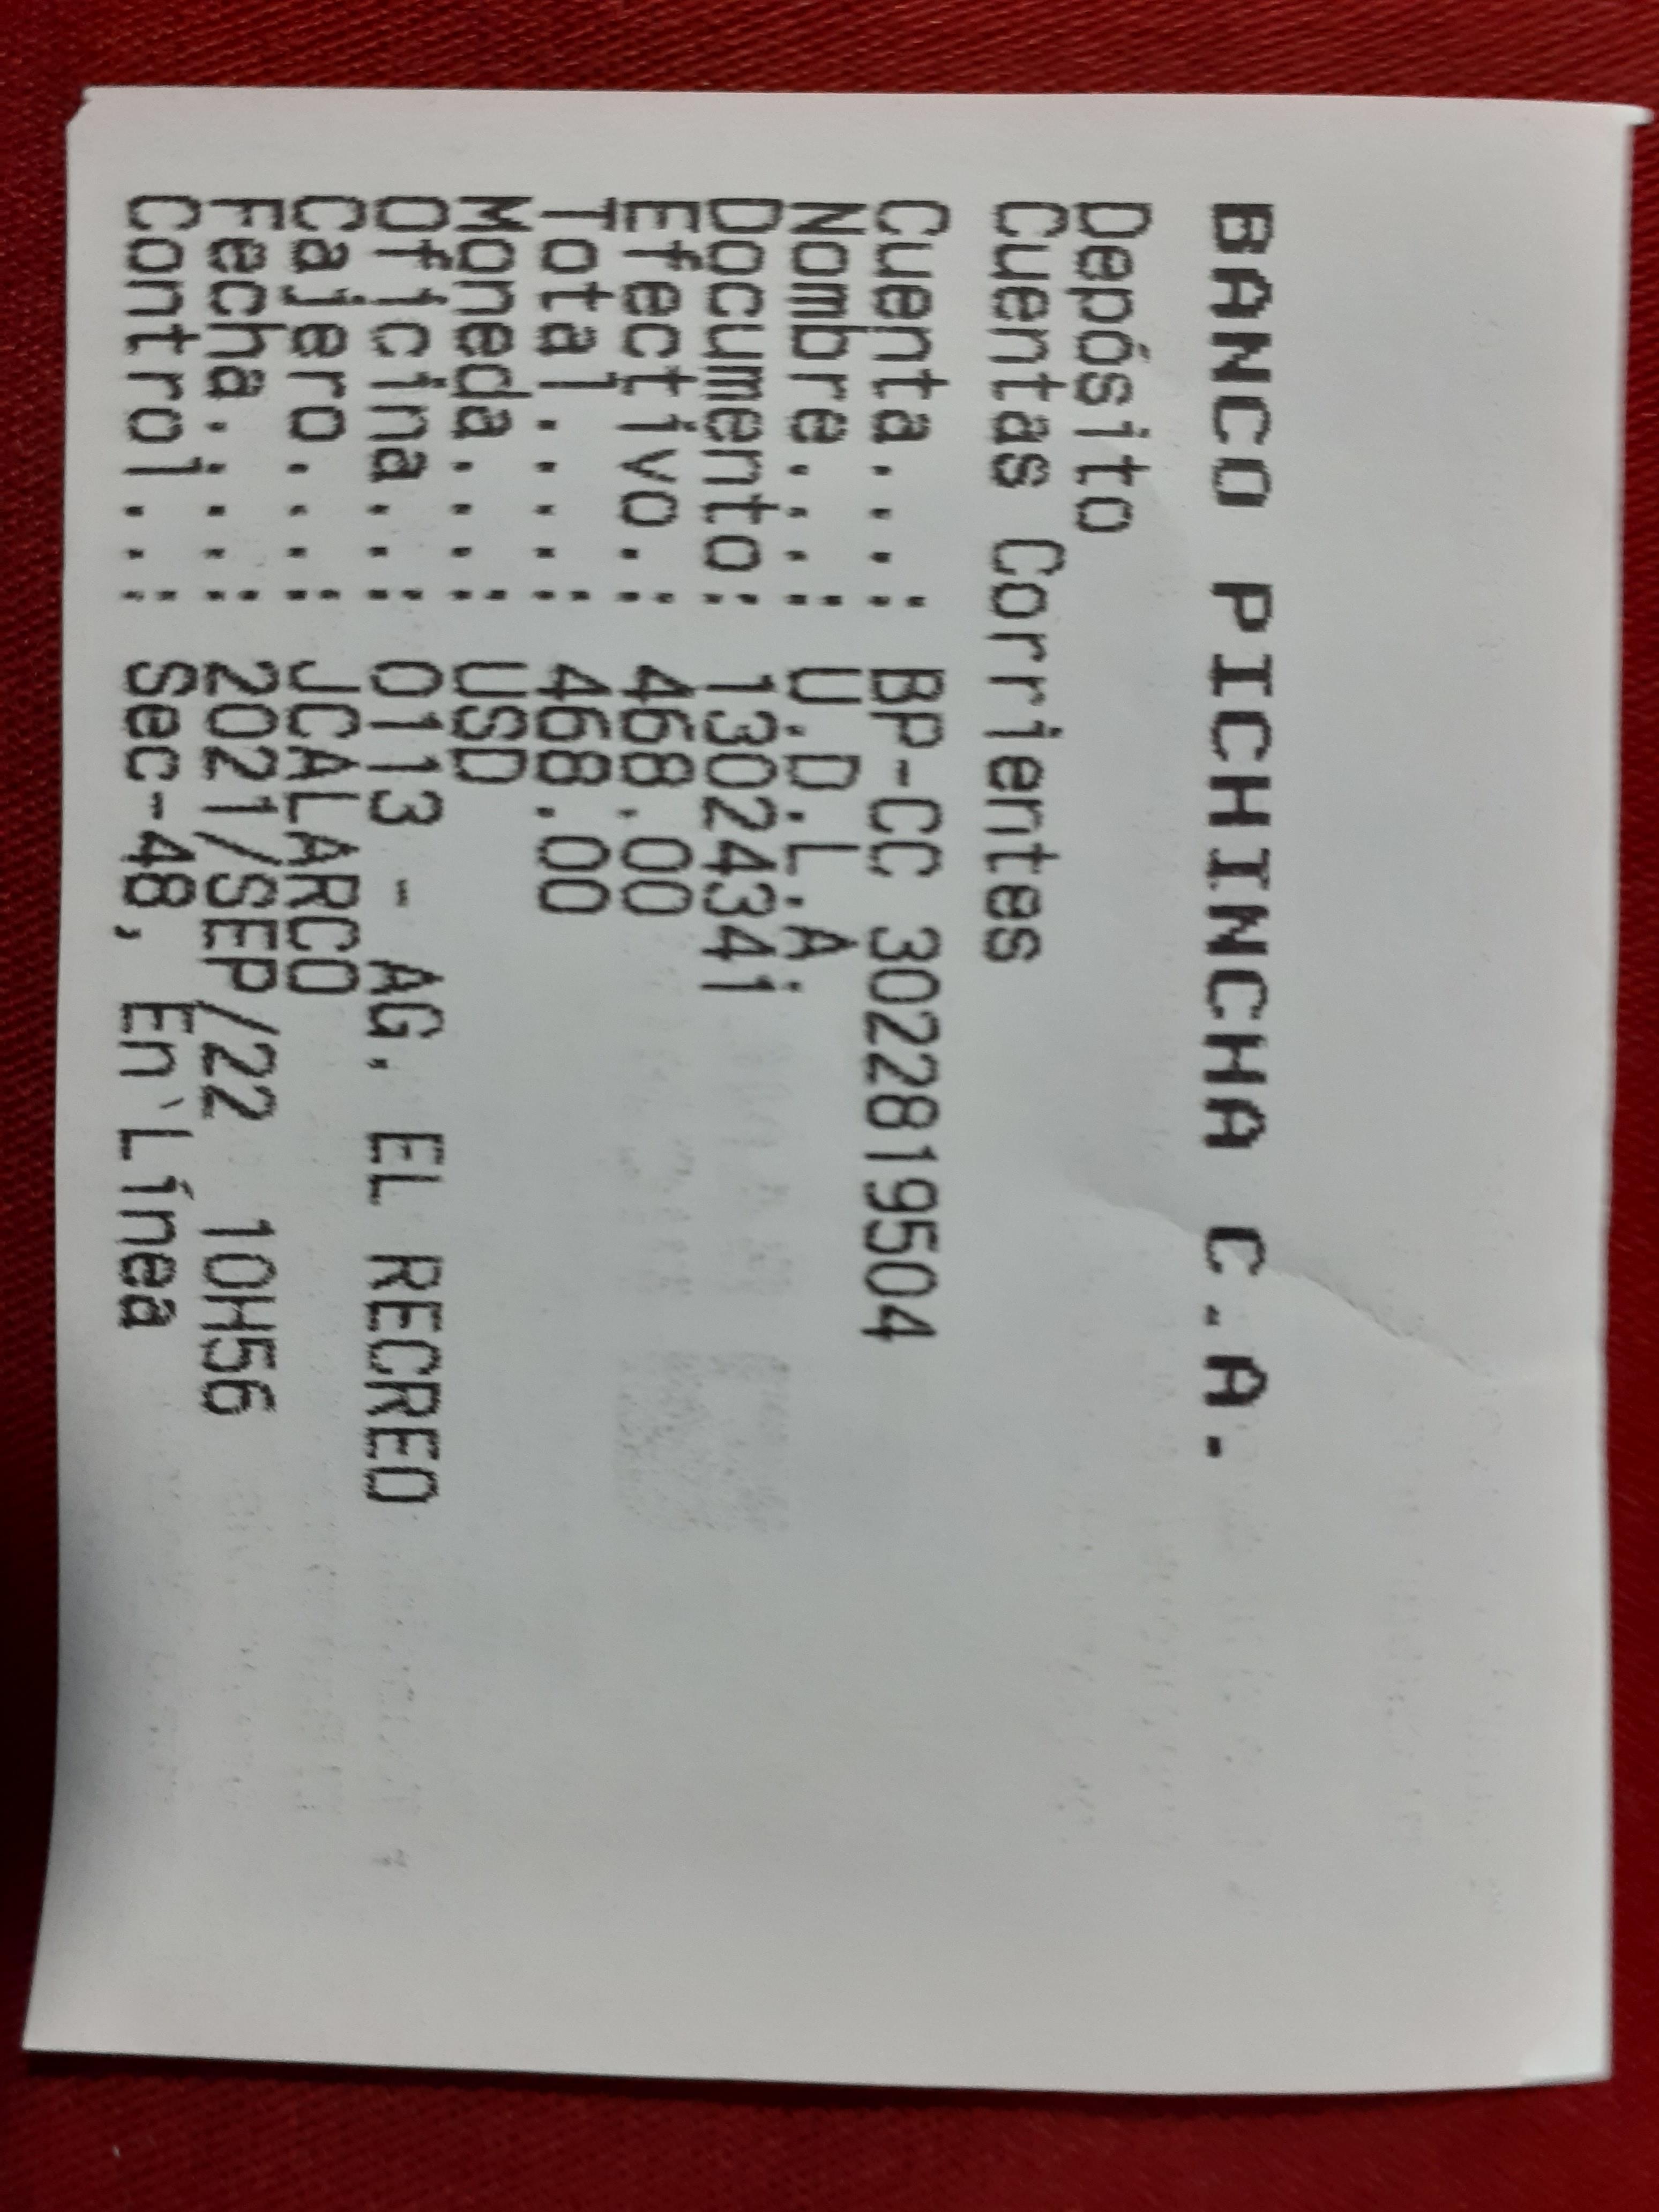 BANCO PICHINCHA C.A.
Depósito
Cuentas Corrientes
Cuenta....: BP-CC 3022819504
Nombre....: U.D.L.A.
Documento: 130243411
Efectivo.: 468.00
Total....: 468.00
Moneda....: USD
Oficina...: 0113 - AG. EL RECREO
Cajero....: JCALARCO
Fecha.....: 2021/SEP/22 10H56
Control...: Sec-48, En Línea